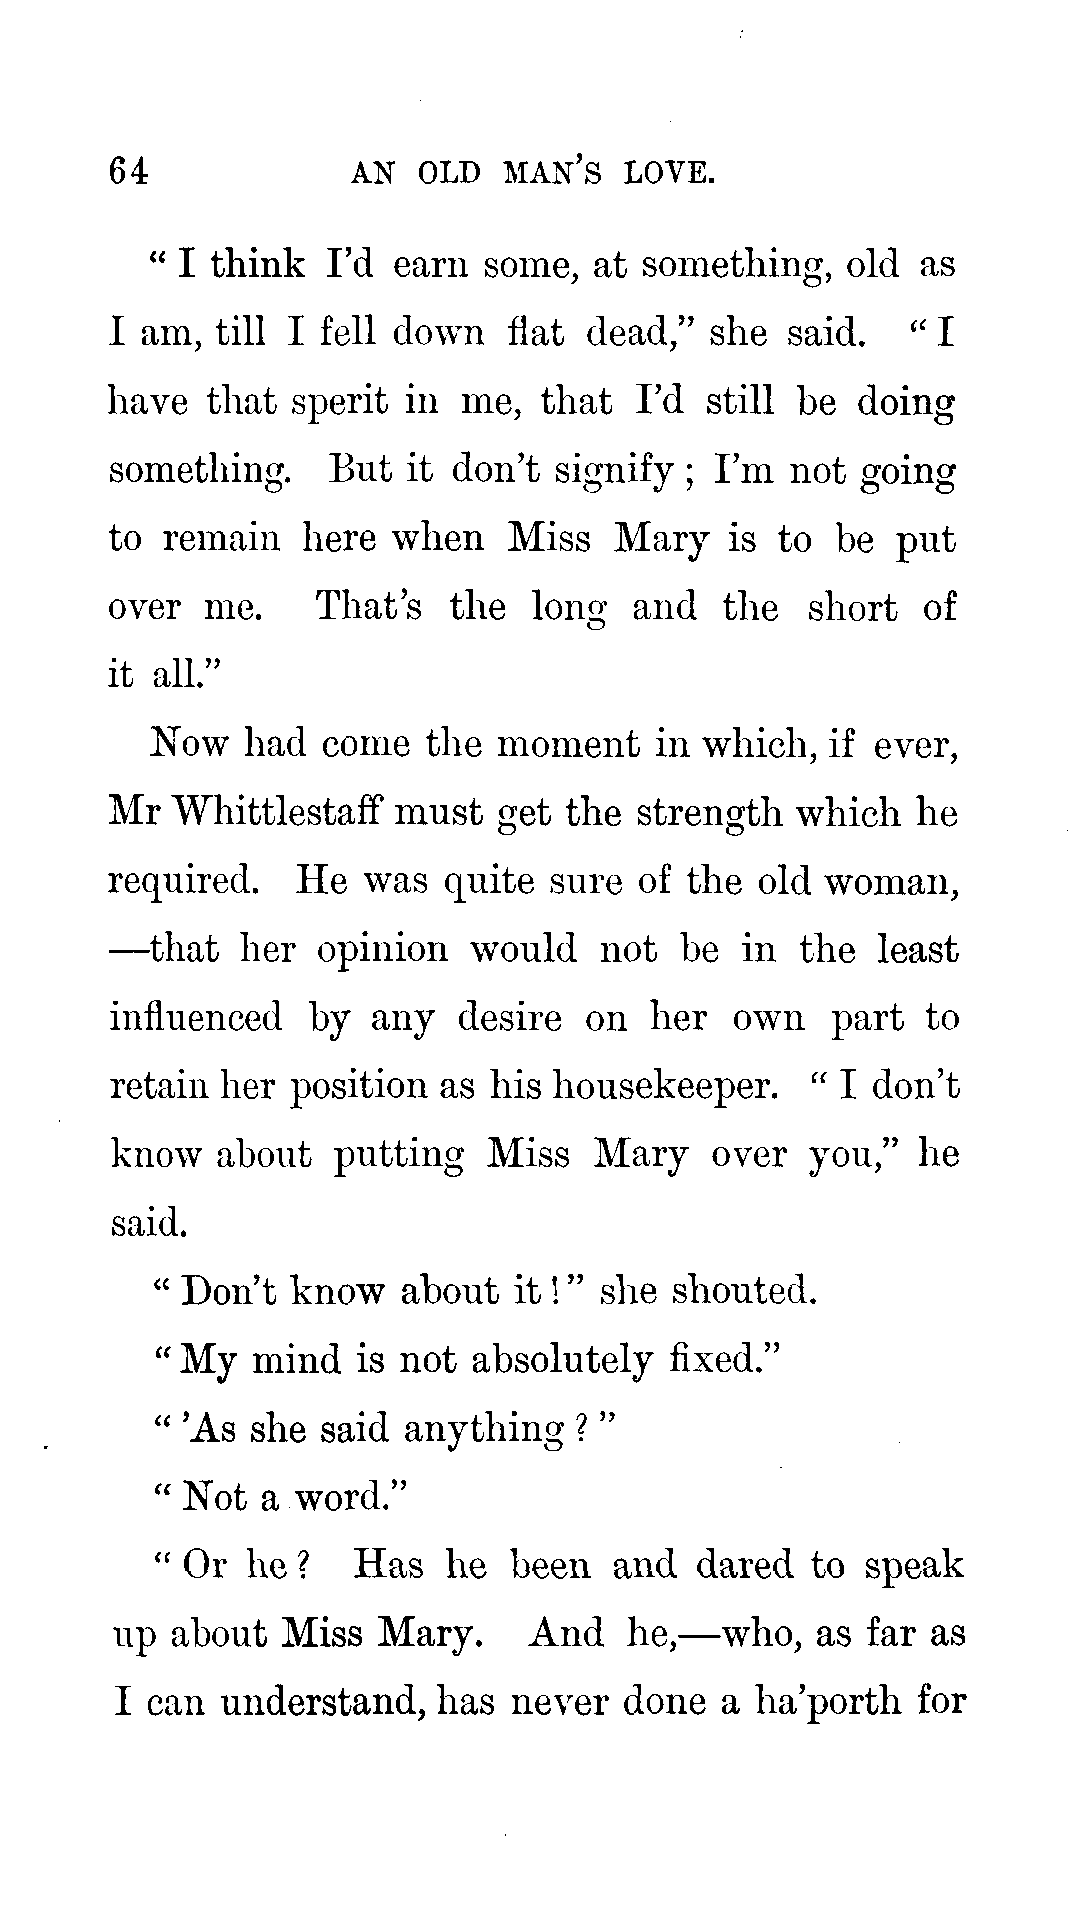 64 AN OLD MAN'S LOVE.
“ I think I’d earn some, at something, old as
I am, till I fell down flat dead,” she said. “ I
have that sperit in me, that I’d still be doing
something. But it don’t signify ; I’m not going
to remain here when Miss Mary is to be put
over me. That’s the long and the short of
it all.”
Now had come the moment in which, if ever,
Mr Whittlestaff must get the strength which he
required. He was quite sure of the old woman,
—that her opinion would not be in the least
influenced by any desire on her own part to
retain her position as his housekeeper. “ I don’t
know about putting Miss Mary over you,” he
said.
“ Don’t know about it ! ” she shouted.
“ My mind is not absolutely fixed.”
“ ’As she said anything ? ”
“ Not a word.”
“ Or he ? Has he been and dared to speak
up about Miss Mary. And he,—who, as far as
I can understand, has never done a ha’porth for